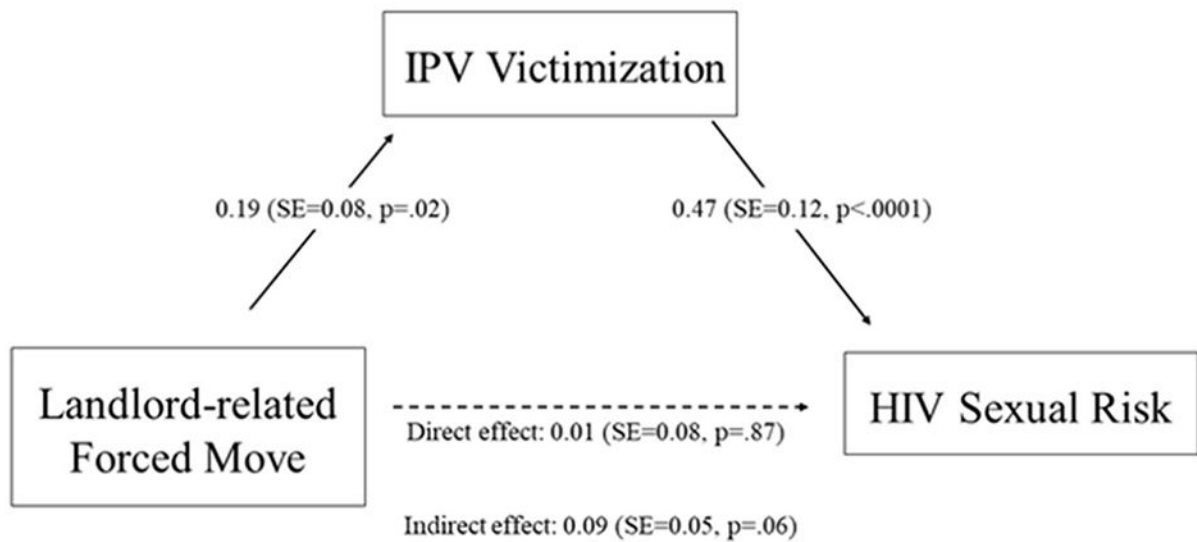 IPV Victimization
0.19 (SE=0.08, p=.02)
0.47 (SE=0.12, p<.0001)
Landlord-related
Forced Move
HIV Sexual Risk
Direct effect: 0.01 (SE=0.08, p=.87)
Indirect effect: 0.09 (SE=0.05, p=.06)